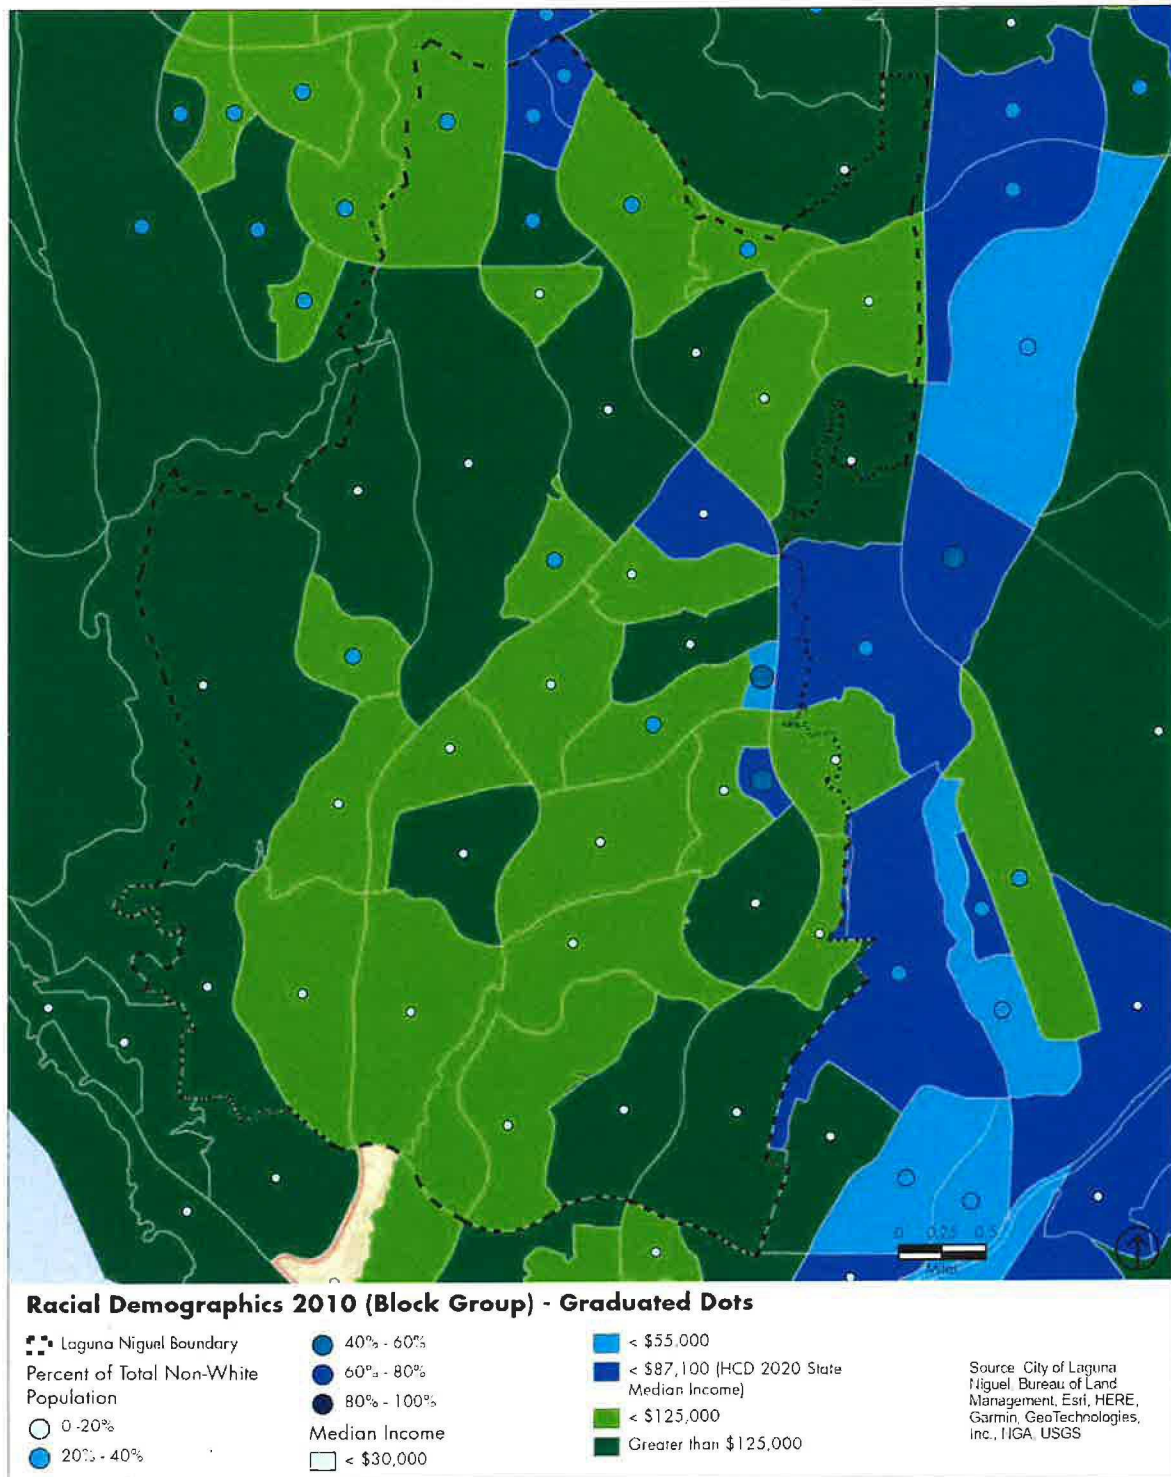 0 0.25 0.5
Miles
Racial Demographics 2010 (Block Group) - Graduated Dots
Laguna Niguel Boundary
Percent of Total Non-White
Population
0 -20%
20% - 40%
40% - 60%
60% - 80%
80% - 100%
Median Income
< $30,000
< $55,000
< $87,100 (HCD 2020 State
Median Income)
< $125,000
Greater than $125,000
Source City of Laguna
Niguel, Bureau of Land
Management, Esri, HERE,
Garmin, GeoTechnologies,
Inc., NGA, USGS